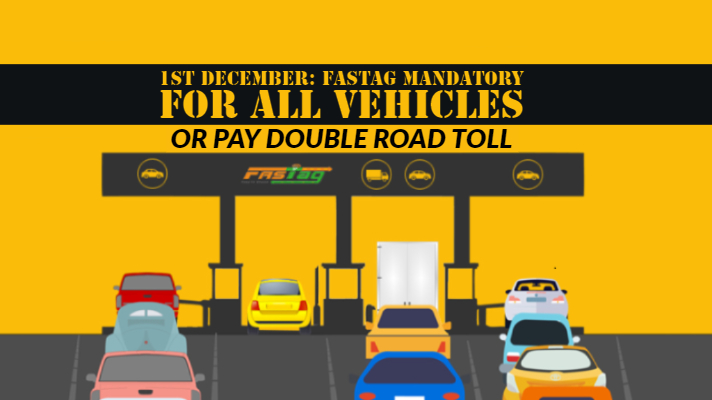 1ST DECEMBER: FASTAG MANDATORY
FOR ALL VEHICLES
OR PAY DOUBLE ROAD TOLL
FASTag